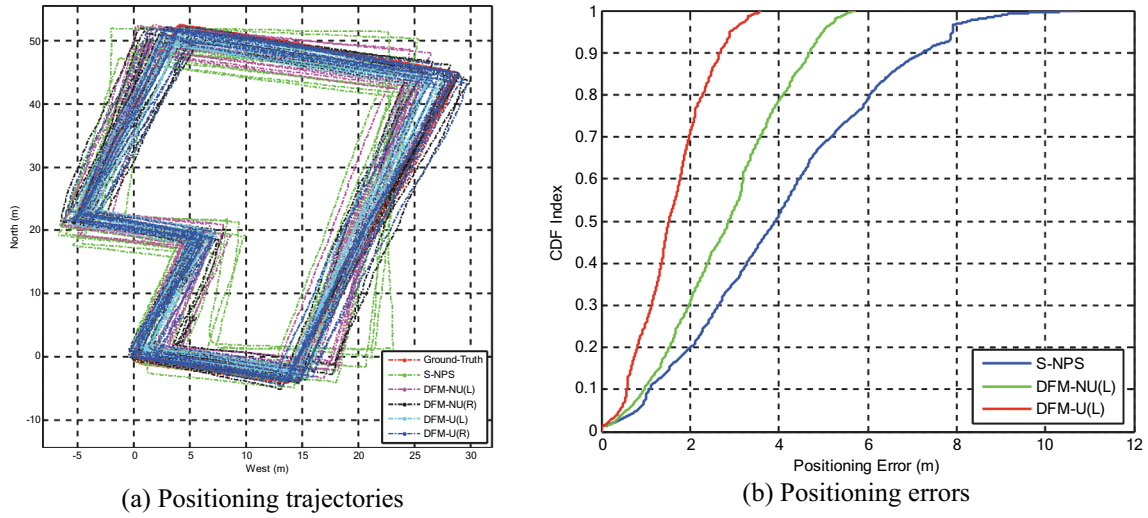 50
40
30
20
10
0
-10
North (m)
-5
0
5
10
15
20
25
30
West (m)
Ground-Truth
S-NPS
DFM-NU(L)
DFM-NU(R)
DFM-U(L)
DFM-U(R)
(a) Positioning trajectories
1
0.9
0.8
0.7
0.6
0.5
0.4
0.3
0.2
0.1
0
CDF Index
0
2
4
6
8
10
12
Positioning Error (m)
S-NPS
DFM-NU(L)
DFM-U(L)
(b) Positioning errors